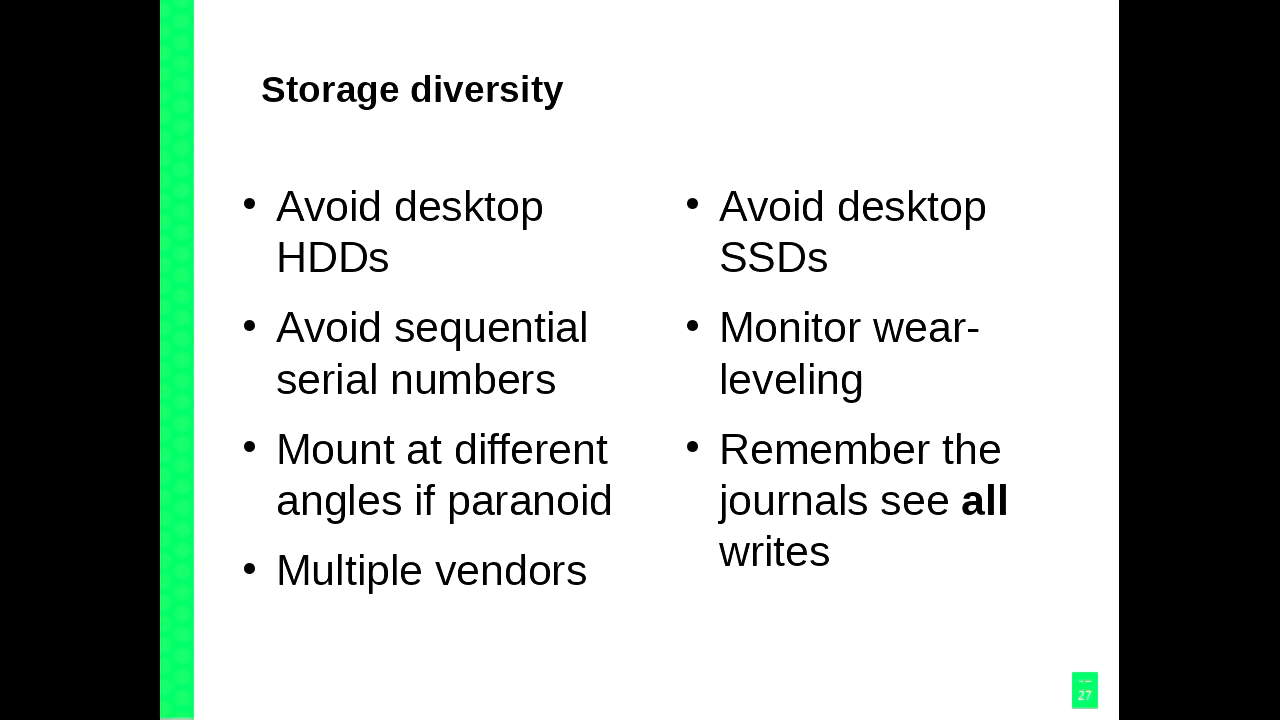 Storage diversity
• Avoid desktop
HDDs
• Avoid sequential
serial numbers
• Mount at different
angles if paranoid
• Multiple vendors
• Avoid desktop
SSDs
• Monitor wear-
leveling
• Remember the
journals see all
writes
27